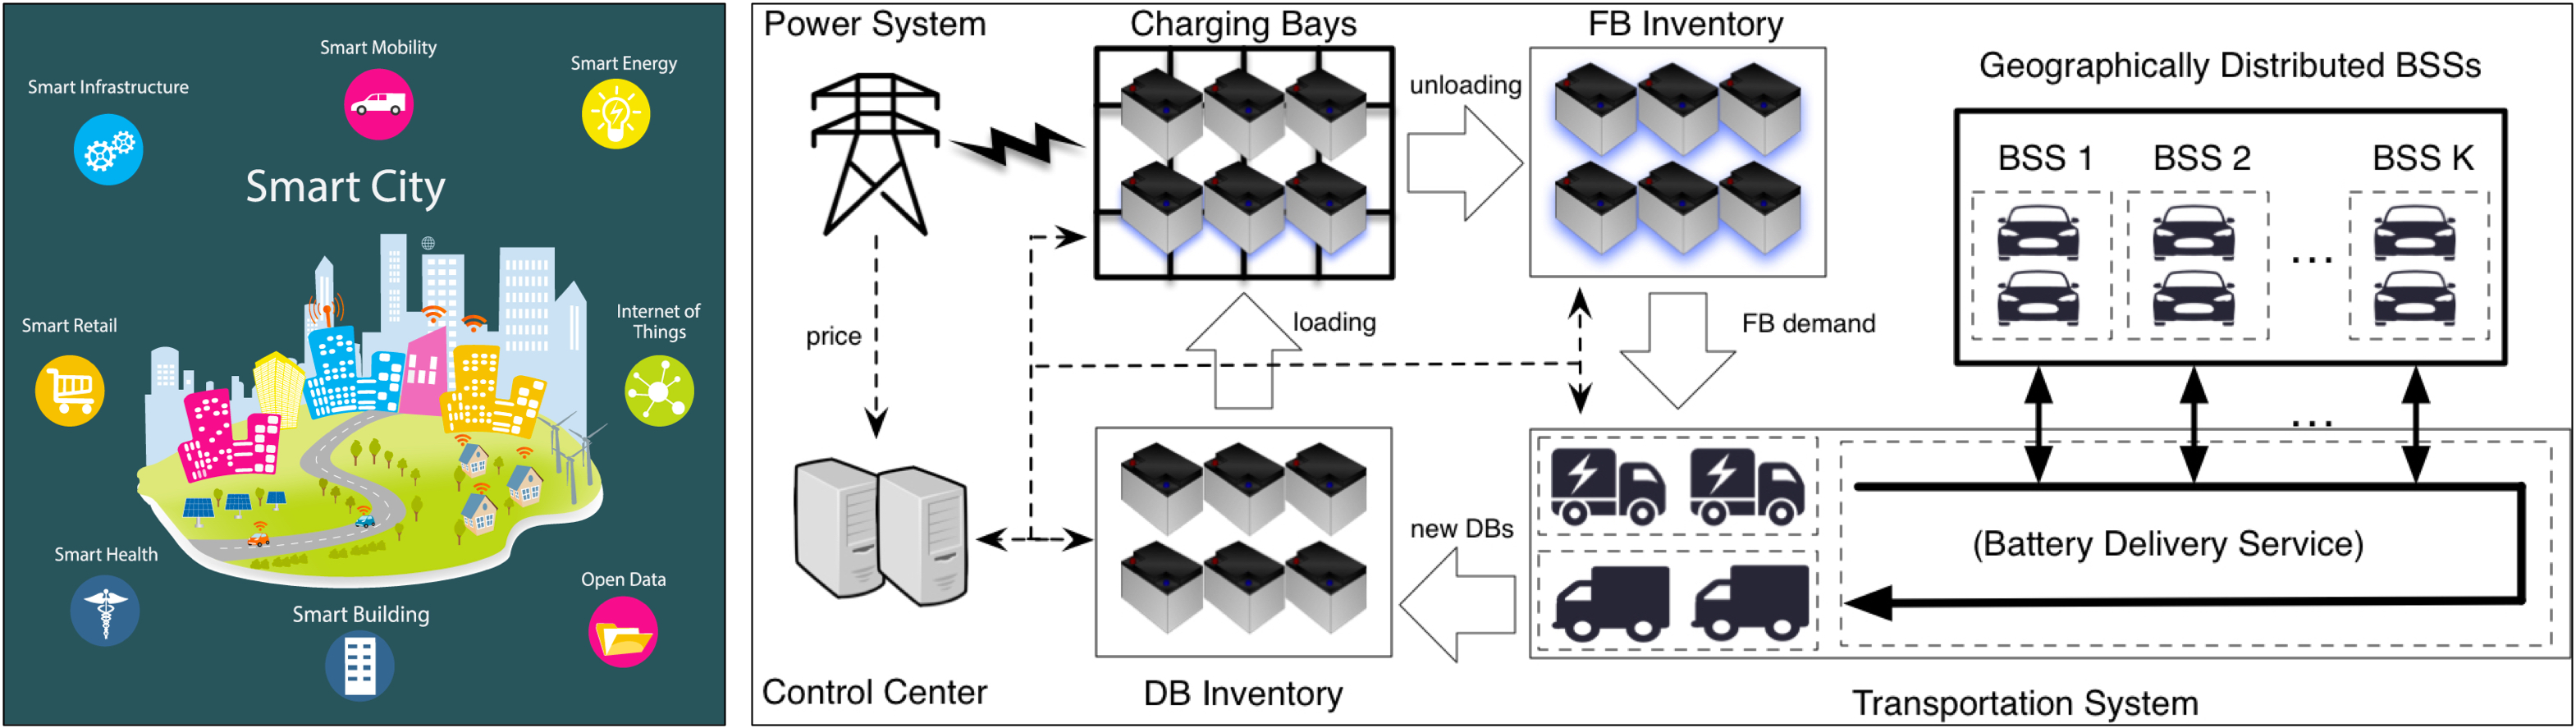 Smart Mobility
Smart Energy
Smart Infrastructure
Smart City
Smart Retail
Internet of
Things
Smart Health
Open Data
Smart Building
Power System
Charging Bays
FB Inventory
Geographically Distributed BSSs
unloading
BSS 1
BSS 2
...
BSS K
price
loading
FB demand
...
new DBs
(Battery Delivery Service)
Control Center
DB Inventory
Transportation System